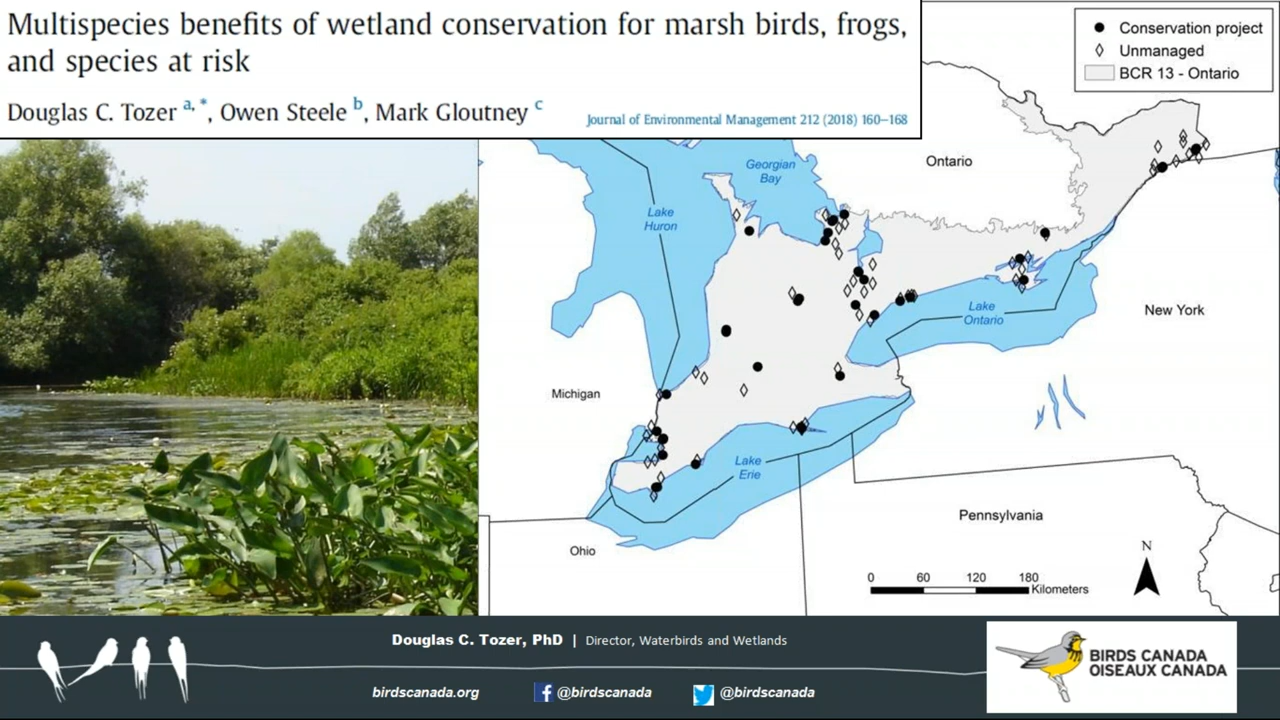 Multispecies benefits of wetland conservation for marsh birds, frogs,
and species at risk
Douglas C. Tozer a, *, Owen Steele b, Mark Gloutney c
Journal of Environmental Management 212 (2018) 160–168
Conservation project
Unmanaged
BCR 13 - Ontario
Georgian
Bay
Ontario
Lake
Huron
Lake
Ontario
New York
Michigan
Lake
Erie
Pennsylvania
Ohio
N
0 60 120 180
Kilometers
Douglas C. Tozer, PhD | Director, Waterbirds and Wetlands
birdscanada.org @birdscanada @birdscanada
BIRDS CANADA
OISEAUX CANADA